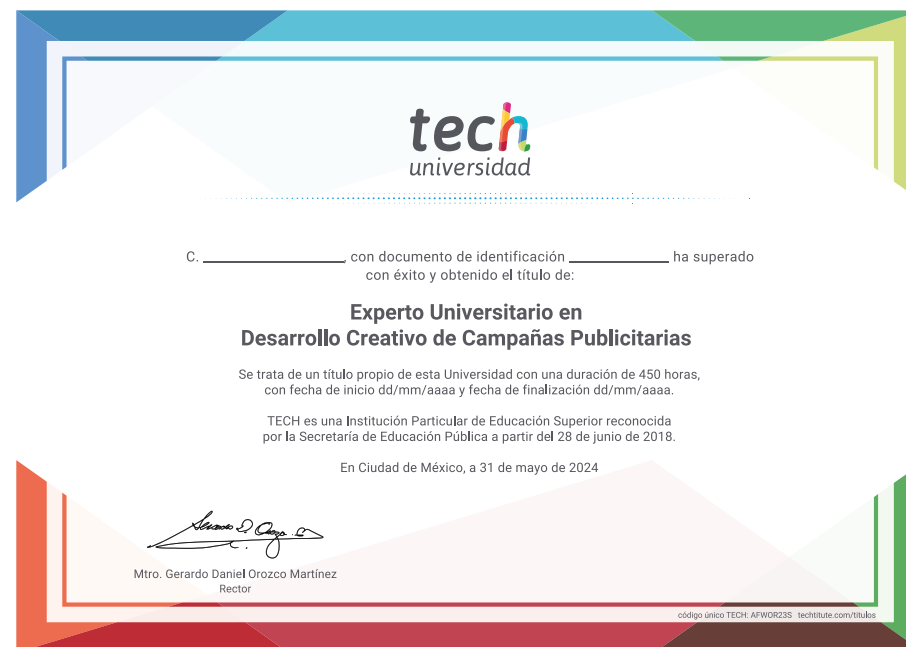 tech
universidad
C. ____________, con documento de identificación __________ ha superado
con éxito y obtenido el título de:
Experto Universitario en
Desarrollo Creativo de Campañas Publicitarias
Se trata de un título propio de esta Universidad con una duración de 450 horas,
con fecha de inicio dd/mm/aaaa y fecha de finalización dd/mm/aaaa.
TECH es una Institución Particular de Educación Superior reconocida
por la Secretaría de Educación Pública a partir del 28 de junio de 2018.
En Ciudad de México, a 31 de mayo de 2024
Mtro. Gerardo Daniel Orozco Martínez
Rector
código único TECH: AFWOR23S techtitute.com/titulos